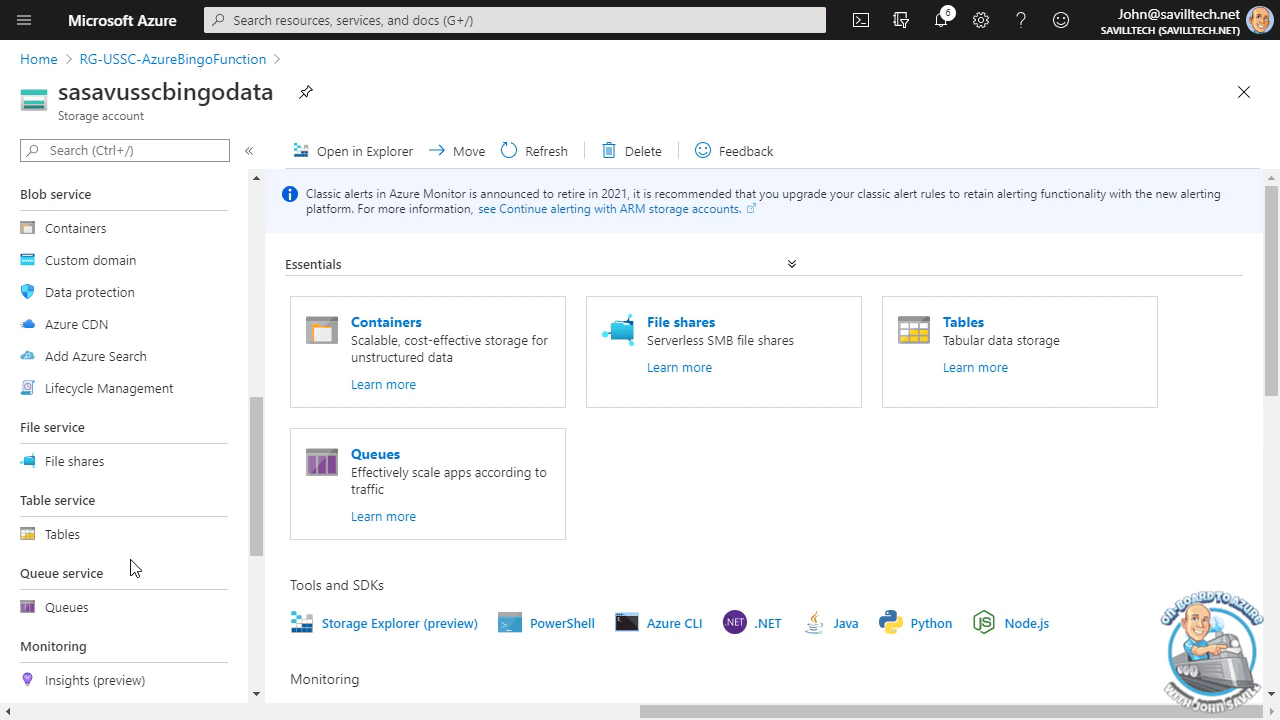 Microsoft Azure
Search resources, services, and docs (G+/)
6
John@savilltech.net
SAVILLTECH (SAVILLTECH.NET)
Home > RG-USSC-AzureBingoFunction >
sasavusscbingodata
Storage account
Search (Ctrl+/)
«
Open in Explorer
Move
Refresh
Delete
Feedback
Blob service
Containers
Custom domain
Data protection
Azure CDN
Add Azure Search
Lifecycle Management
File service
File shares
Table service
Tables
Queue service
Queues
Monitoring
Insights (preview)
Classic alerts in Azure Monitor is announced to retire in 2021, it is recommended that you upgrade your classic alert rules to retain alerting functionality with the new alerting
platform. For more information, see Continue alerting with ARM storage accounts.
Essentials
Containers
Scalable, cost-effective storage for
unstructured data
Learn more
File shares
Serverless SMB file shares
Learn more
Tables
Tabular data storage
Learn more
Queues
Effectively scale apps according to
traffic
Learn more
Tools and SDKs
Storage Explorer (preview)
PowerShell
Azure CLI
.NET
.NET
Java
Python
Node.js
Monitoring
ON-BOARD TO AZURE
WITH JOHN SAVILL